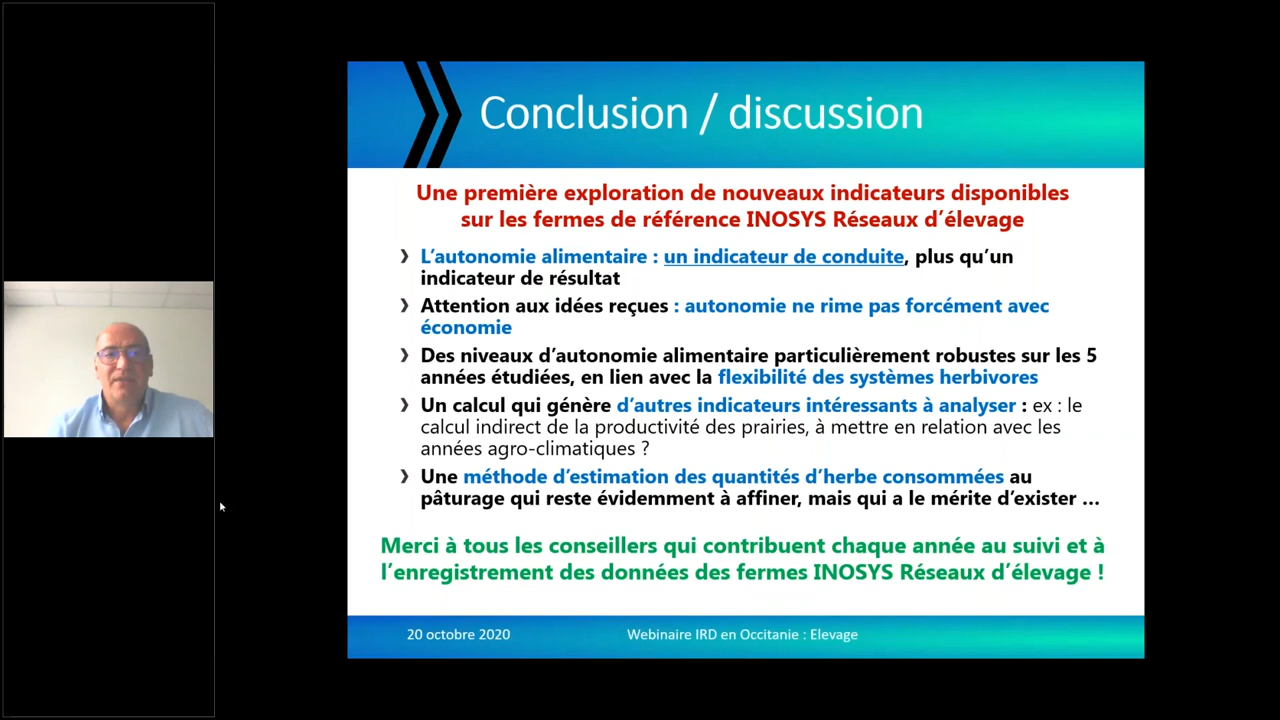 Conclusion / discussion
Une première exploration de nouveaux indicateurs disponibles
sur les fermes de référence INOSYS Réseaux d’élevage
L’autonomie alimentaire : un indicateur de conduite, plus qu’un
indicateur de résultat
Attention aux idées reçues : autonomie ne rime pas forcément avec
économie
Des niveaux d’autonomie alimentaire particulièrement robustes sur les 5
années étudiées, en lien avec la flexibilité des systèmes herbivores
Un calcul qui génère d’autres indicateurs intéressants à analyser : ex : le
calcul indirect de la productivité des prairies, à mettre en relation avec les
années agro-climatiques ?
Une méthode d’estimation des quantités d’herbe consommées au
pâturage qui reste évidemment à affiner, mais qui a le mérite d’exister ...
Merci à tous les conseillers qui contribuent chaque année au suivi et à
l’enregistrement des données des fermes INOSYS Réseaux d’élevage !
20 octobre 2020
Webinaire IRD en Occitanie : Elevage